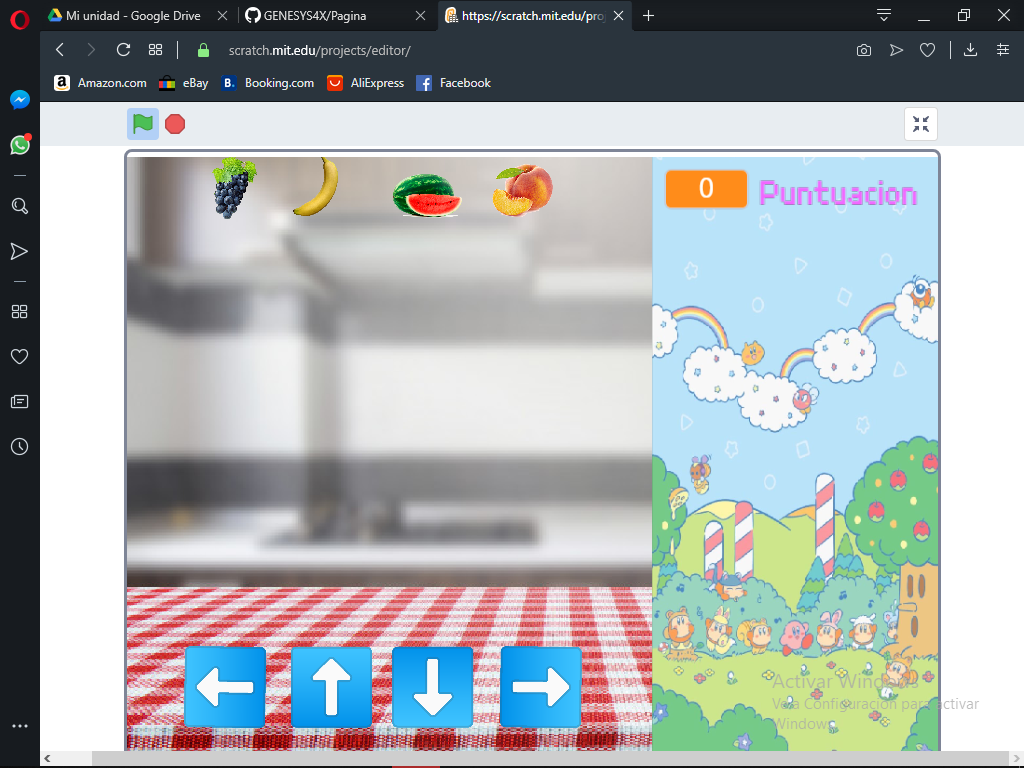 Mi unidad - Google Drive
GENESYS4X/Pagina
https://scratch.mit.edu/pro
scratch.mit.edu/projects/editor/
a Amazon.com
eBay
B. Booking.com
AliExpress
f Facebook
0
Puntuacion
Activar Windows
Ve a Configuración para activar
Windows.